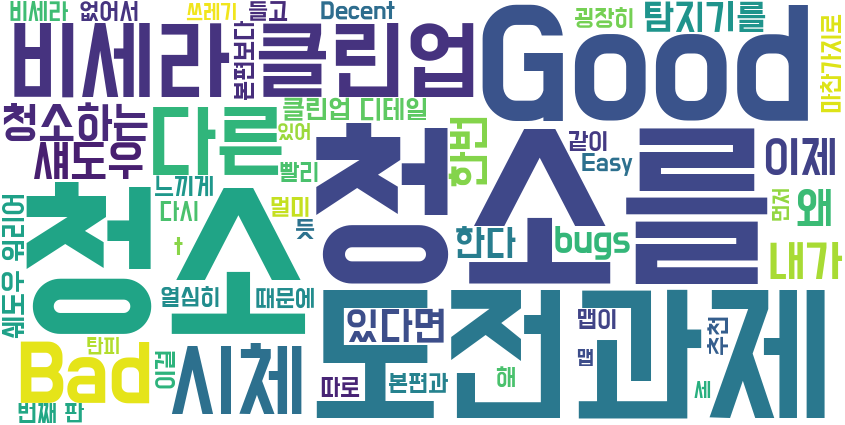 비세라 없어서 쓰레기 들고 Decent 굉장히 탐지기를
비세라 본편보다 클린업 Good 마찬가지로
청소하는 다른 클린업 디테일 한번 같이 이제
섀도우 있어 빨리 청소를 Easy
느끼게 청소 다시 멀미 먼저 왜
듯 t 한다 bugs 내가
쉐도우 워리어 열심히 때문에
있다면 도전과제 맵이 추천
Bad 탄피 이걸 시체 맵
따로 본편과 해 세
번째 판